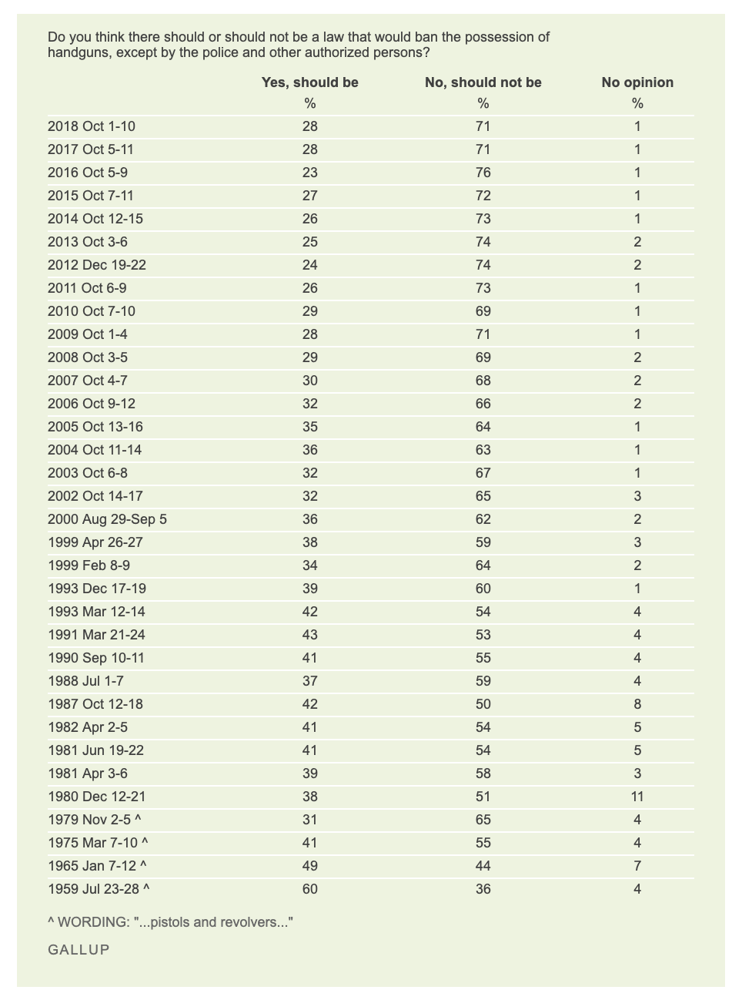 Do you think there should or should not be a law that would ban the possession of
handguns, except by the police and other authorized persons?
Yes, should be No, should not be No opinion
% % %
2018 Oct 1-10 28 71 1
2017 Oct 5-11 28 71 1
2016 Oct 5-9 23 76 1
2015 Oct 7-11 27 72 1
2014 Oct 12-15 26 73 1
2013 Oct 3-6 25 74 2
2012 Dec 19-22 24 74 2
2011 Oct 6-9 26 73 1
2010 Oct 7-10 29 69 1
2009 Oct 1-4 28 71 1
2008 Oct 3-5 29 69 2
2007 Oct 4-7 30 68 2
2006 Oct 9-12 32 66 2
2005 Oct 13-16 35 64 1
2004 Oct 11-14 36 63 1
2003 Oct 6-8 32 67 1
2002 Oct 14-17 32 65 3
2000 Aug 29-Sep 5 36 62 2
1999 Apr 26-27 38 59 3
1999 Feb 8-9 34 64 2
1993 Dec 17-19 39 60 1
1993 Mar 12-14 42 54 4
1991 Mar 21-24 43 53 4
1990 Sep 10-11 41 55 4
1988 Jul 1-7 37 59 4
1987 Oct 12-18 42 50 8
1982 Apr 2-5 41 54 5
1981 Jun 19-22 41 54 5
1981 Apr 3-6 39 58 3
1980 Dec 12-21 38 51 11
1979 Nov 2-5 ^ 31 65 4
1975 Mar 7-10 ^ 41 55 4
1965 Jan 7-12 ^ 49 44 7
1959 Jul 23-28 ^ 60 36 4
^ WORDING: "...pistols and revolvers..."
GALLUP